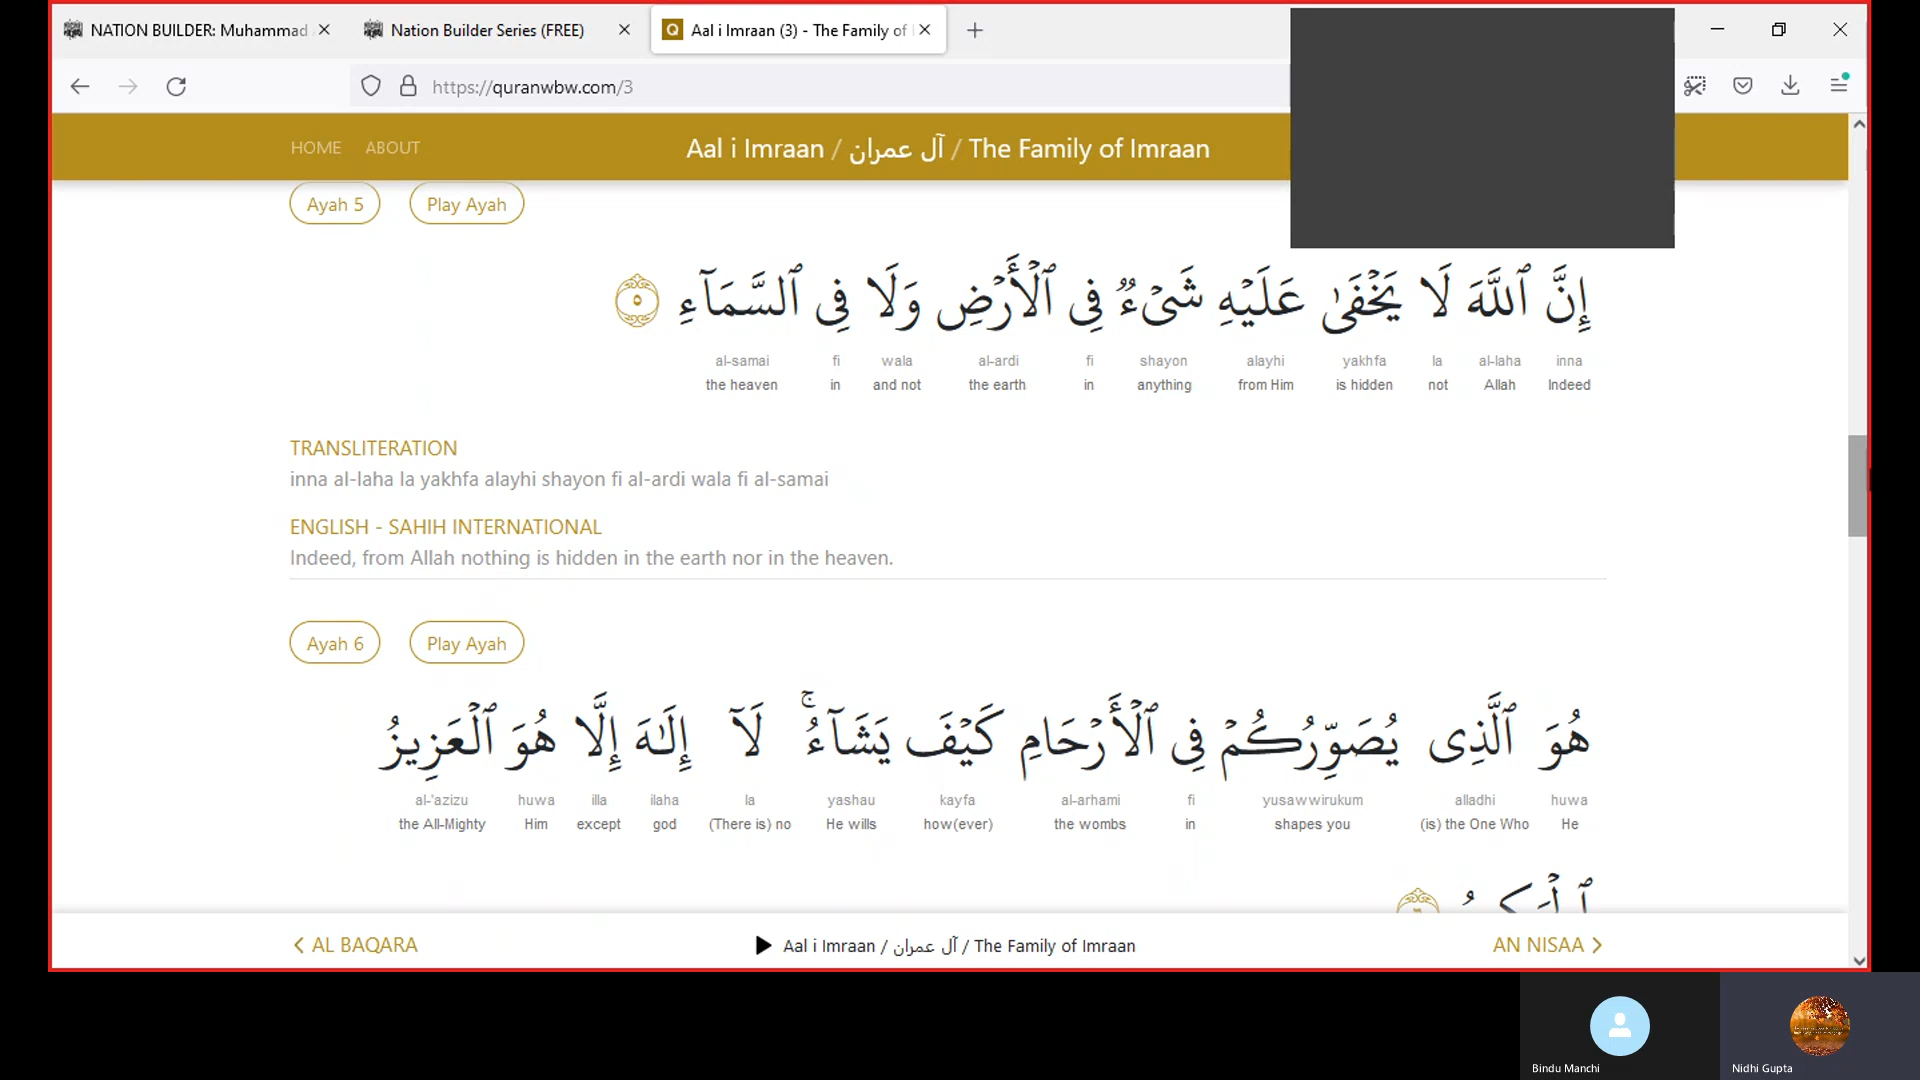 NATION BUILDER: Muhammad
Nation Builder Series (FREE)
Aal i Imraan (3) - The Family of
https://quranwbw.com/3
HOME ABOUT
Aal i Imraan / آل عمران / The Family of Imraan
Ayah 5 Play Ayah
إِنَّ ٱللَّهَ لَا يَخۡفَىٰ عَلَيۡهِ شَىۡءٌ فِى ٱلۡأَرۡضِ وَلَا فِى ٱلسَّمَآءِ ٥
al-samai fi wala al-ardi fi shayon alayhi yakhfa la al-laha inna
the heaven in and not the earth in anything from Him is hidden not Allah Indeed
TRANSLITERATION
inna al-laha la yakhfa alayhi shayon fi al-ardi wala fi al-samai
ENGLISH - SAHIH INTERNATIONAL
Indeed, from Allah nothing is hidden in the earth nor in the heaven.
Ayah 6 Play Ayah
هُوَ ٱلَّذِى يُصَوِّرُكُمۡ فِى ٱلۡأَرۡحَامِ كَيۡفَ يَشَآءُۚ لَآ إِلَـٰهَ إِلَّا هُوَ ٱلۡعَزِيزُ
al-'azizu huwa illa ilaha la yashau kayfa al-arhami fi yusawwirukum alladhi huwa
the All-Mighty Him except god (There is) no He wills how(ever) the wombs in shapes you (is) the One Who He
AL BAQARA
Aal i Imraan / آل عمران / The Family of Imraan
AN NISAA
Bindu Manchi
Nidhi Gupta